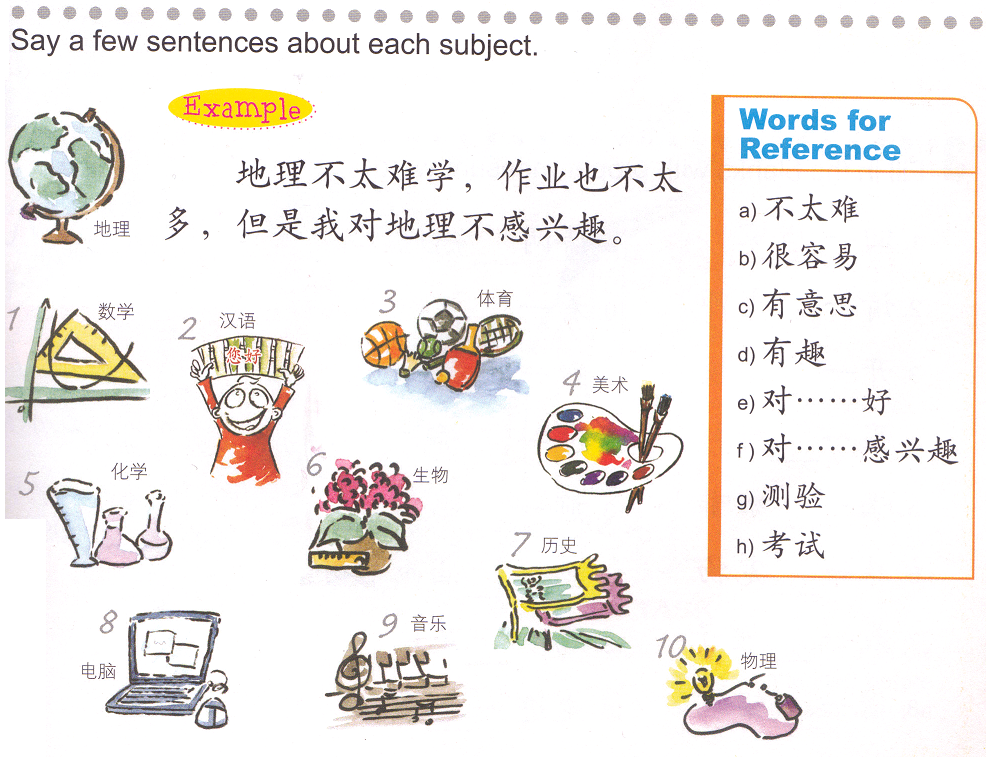 Say a few sentences about each subject.
Example
地理不太难学，作业也不太
多，但是我对地理不感兴趣。
地理
Words for
Reference
a) 不太难
b) 很容易
c) 有意思
d) 有趣
e) 对……好
f) 对……感兴趣
g) 测验
h) 考试
1 数学
2 汉语
您好
3 体育
4 美术
5 化学
6 生物
7 历史
8 电脑
9 音乐
10 物理